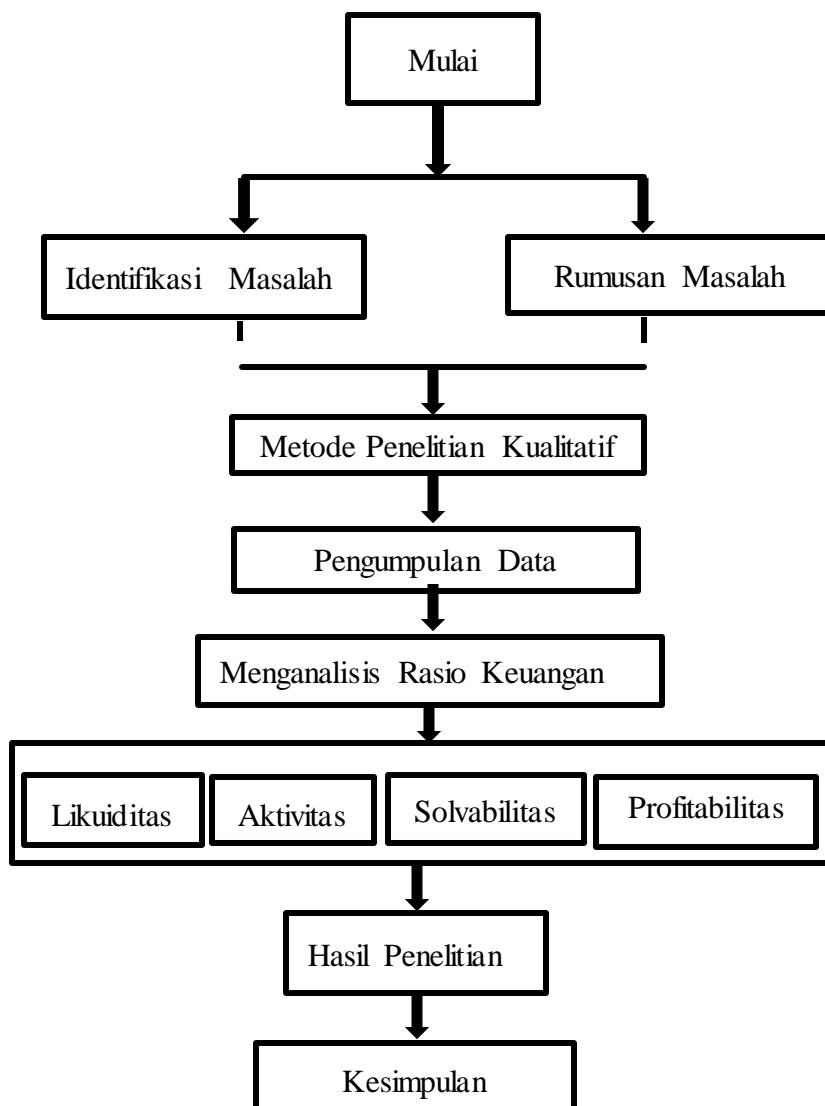 Mulai
Identifikasi Masalah
Rumusan Masalah
Metode Penelitian Kualitatif
Pengumpulan Data
Menganalisis Rasio Keuangan
Likuiditas
Aktivitas
Solvabilitas
Profitabilitas
Hasil Penelitian
Kesimpulan